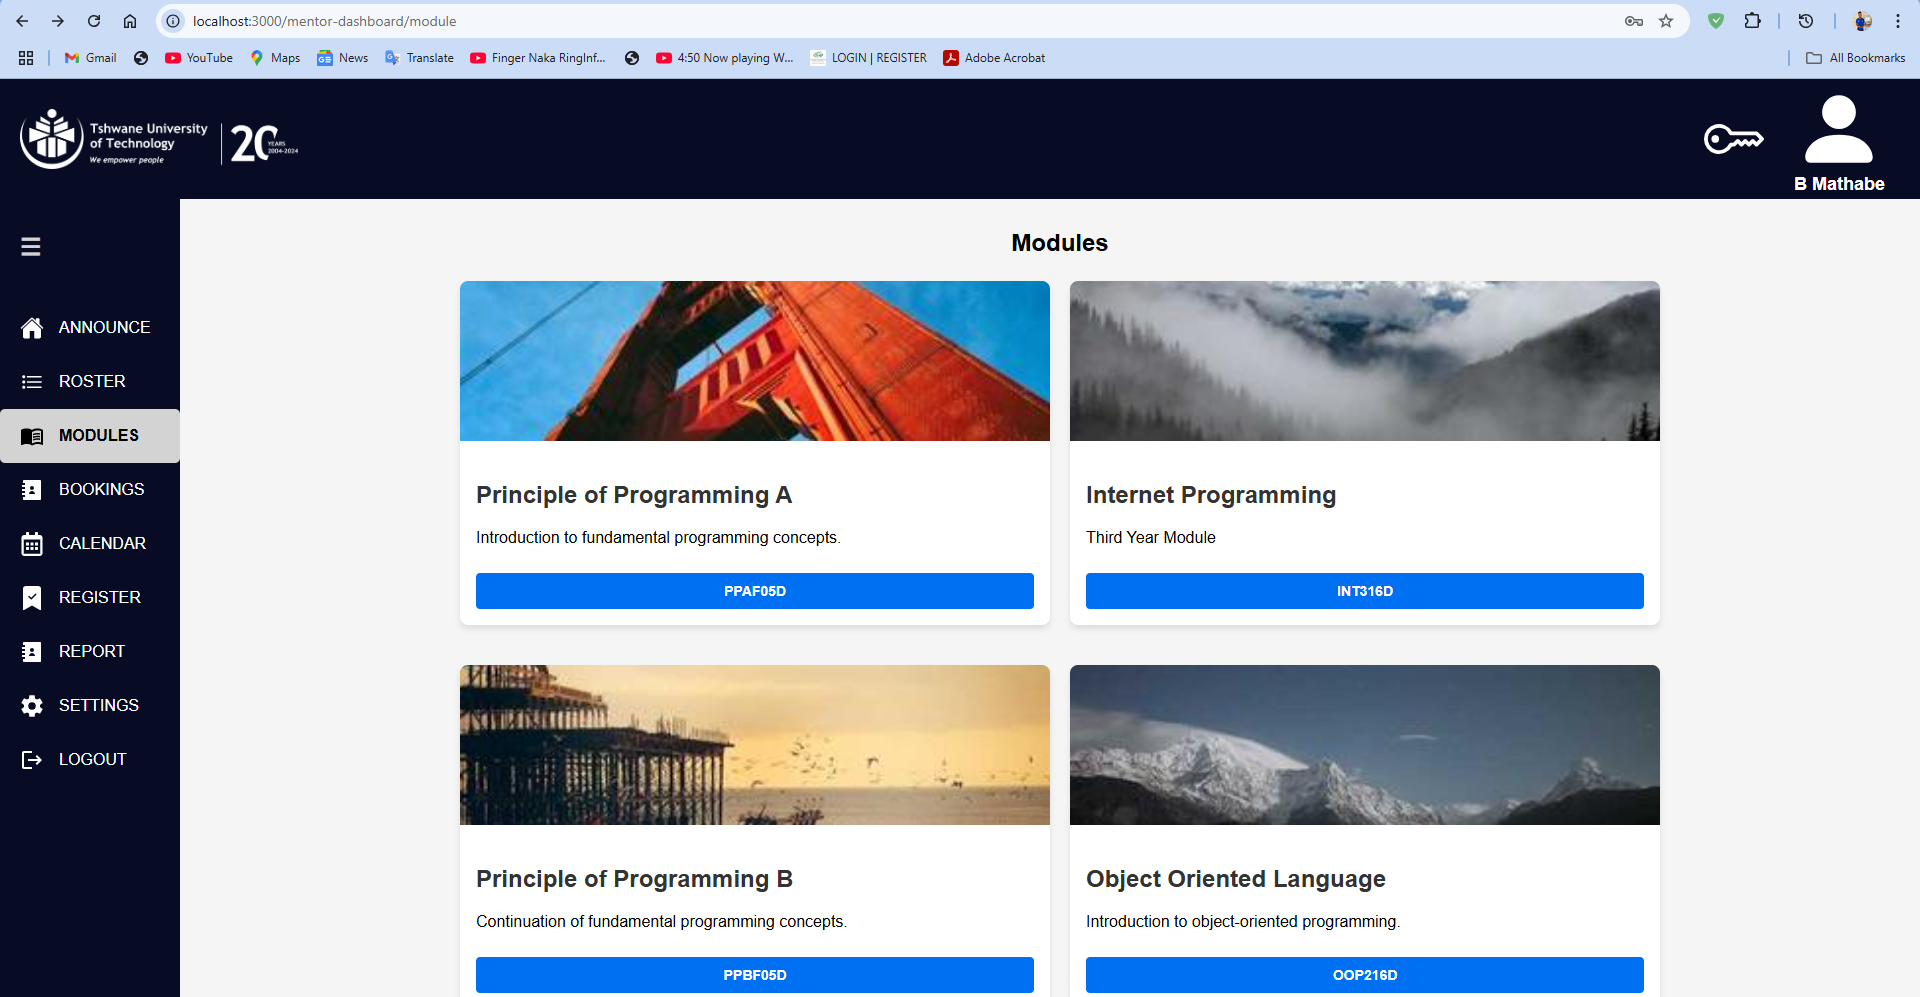 localhost:3000/mentor-dashboard/module
Gmail
YouTube
Maps
News
Translate
Finger Naka RingInf...
4:50 Now playing W...
LOGIN | REGISTER
Adobe Acrobat
All Bookmarks
Tshwane University
of Technology
We empower people
20
YEARS
2004-2024
B Mathabe
ANNOUNCE
ROSTER
MODULES
BOOKINGS
CALENDAR
REGISTER
REPORT
SETTINGS
LOGOUT
Modules
Principle of Programming A
Introduction to fundamental programming concepts.
PPAF05D
Internet Programming
Third Year Module
INT316D
Principle of Programming B
Continuation of fundamental programming concepts.
PPBF05D
Object Oriented Language
Introduction to object-oriented programming.
OOP216D